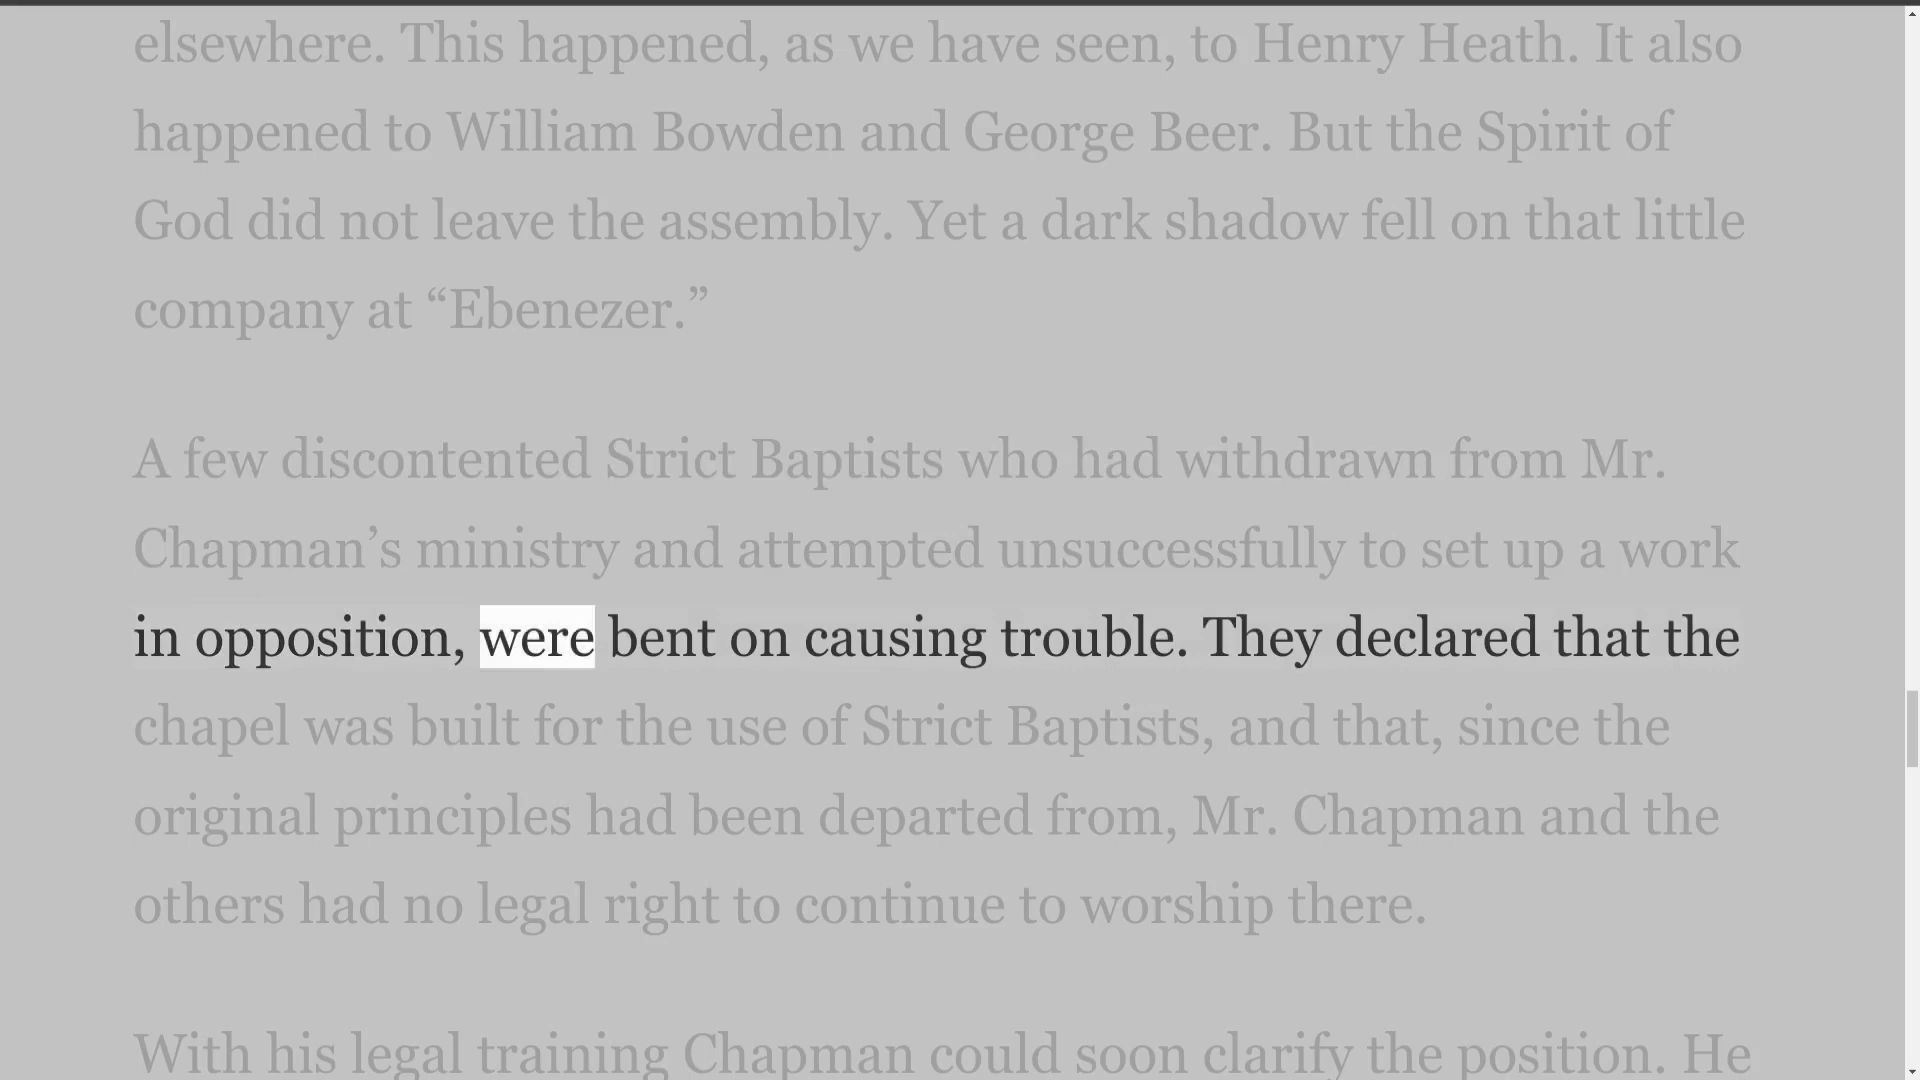 elsewhere. This happened, as we have seen, to Henry Heath. It also
happened to William Bowden and George Beer. But the Spirit of
God did not leave the assembly. Yet a dark shadow fell on that little
company at “Ebenezer.”
A few discontented Strict Baptists who had withdrawn from Mr.
Chapman’s ministry and attempted unsuccessfully to set up a work
in opposition, were bent on causing trouble. They declared that the
chapel was built for the use of Strict Baptists, and that, since the
original principles had been departed from, Mr. Chapman and the
others had no legal right to continue to worship there.
With his legal training Chapman could soon clarify the position. He